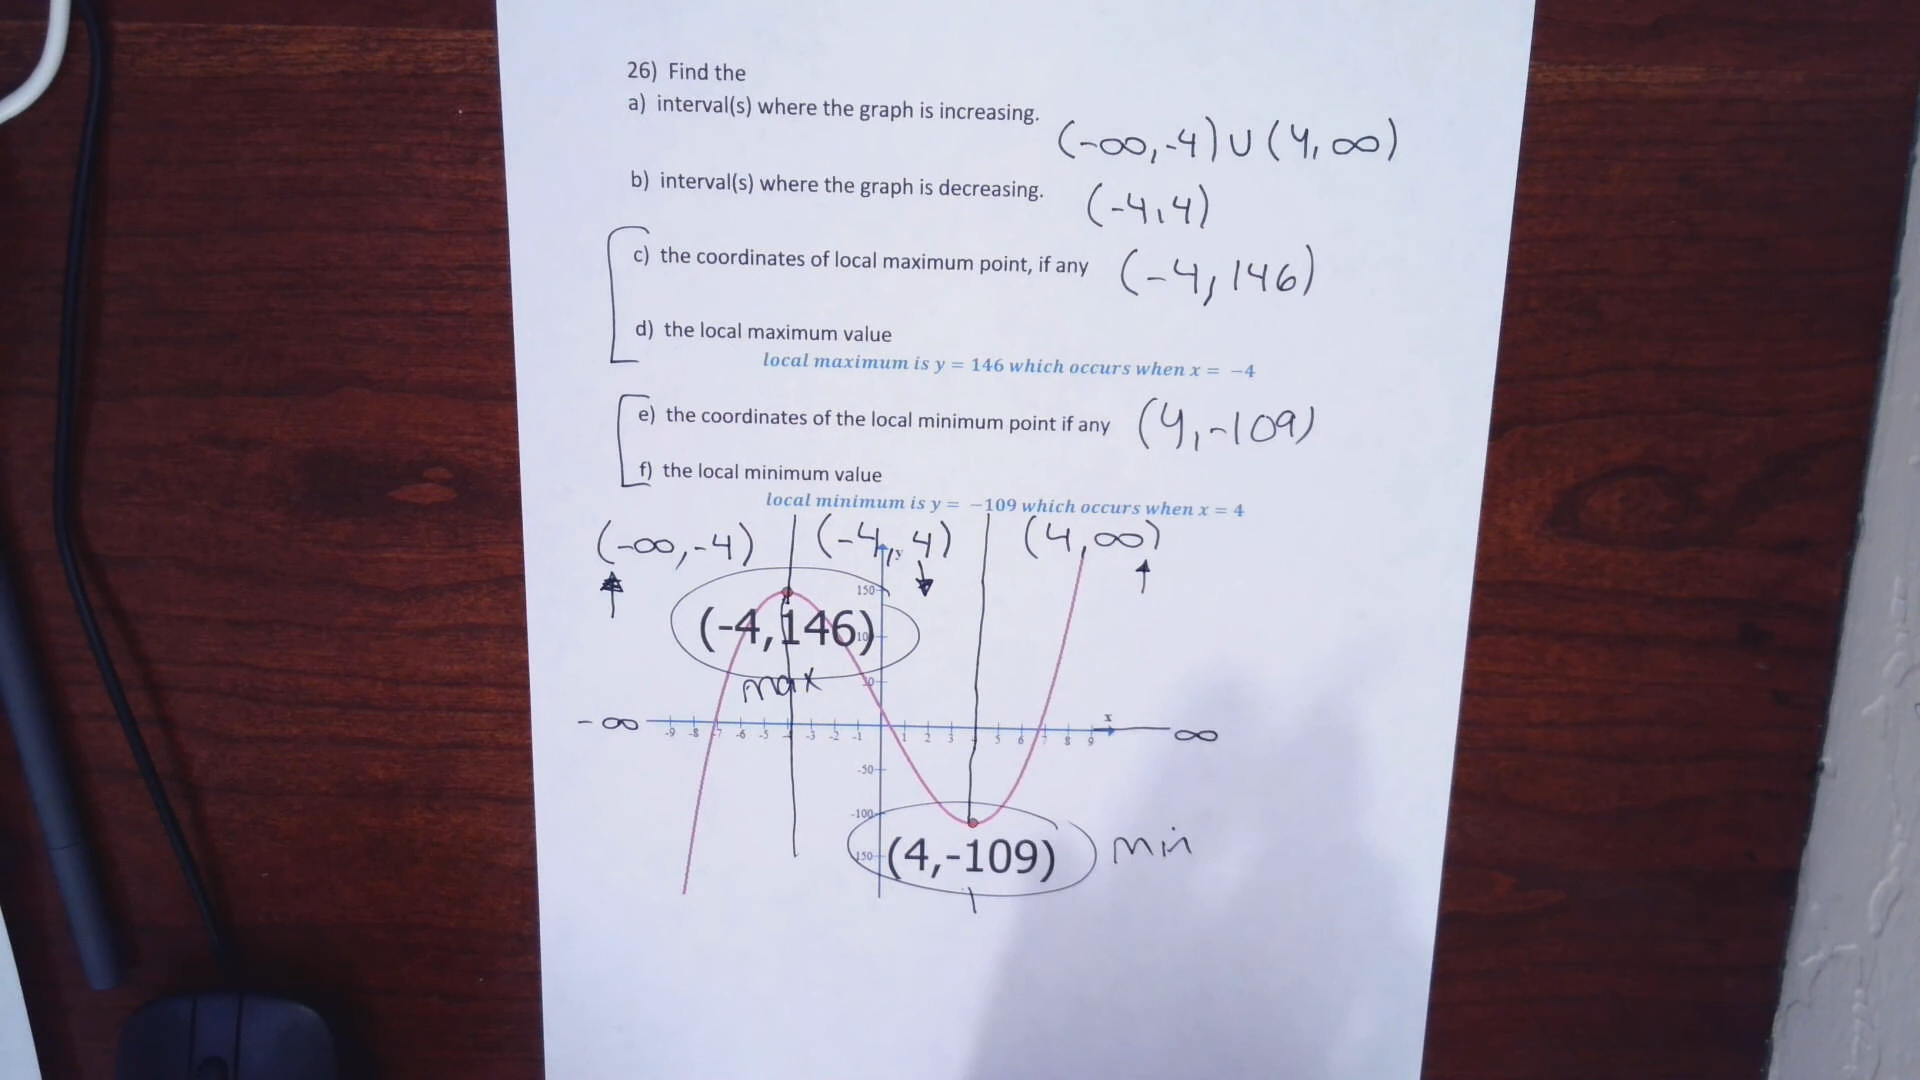 26) Find the
a) interval(s) where the graph is increasing.
(-∞,-4) ∪ (4, ∞)
b) interval(s) where the graph is decreasing.
(-4,4)
c) the coordinates of local maximum point, if any (-4, 146)
d) the local maximum value
local maximum is y = 146 which occurs when x = −4
e) the coordinates of the local minimum point if any (4,-109)
f) the local minimum value
local minimum is y = −109 which occurs when x = 4
(-∞,-4) (-4, 4) (4,∞)
y
150
(-4,146)
max
-∞ -9 -8 -7 -6 -5 -3 -2 -1 1 2 3 5 6 7 8 9 x ∞
-50
-100
(4,-109) min